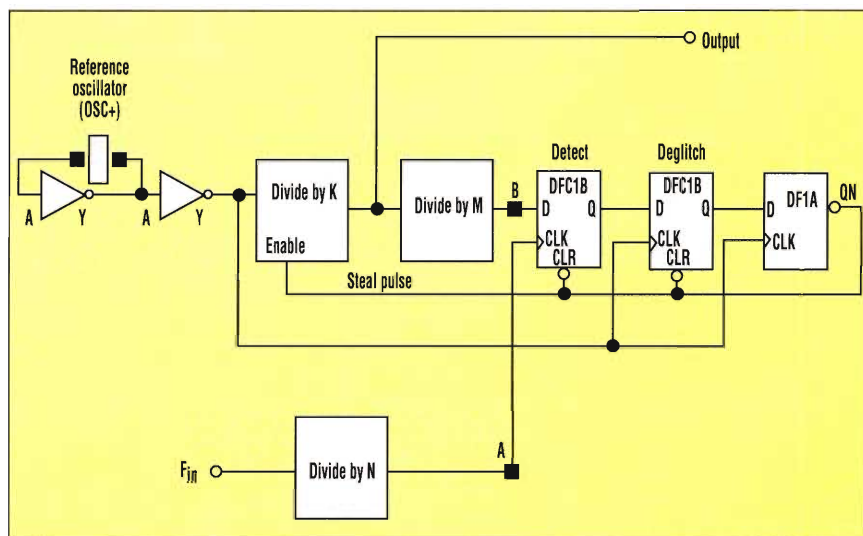 Output
Reference
oscillator
(OSC+)
A
Y
A
Y
Divide by K
Enable
Divide by M
B
Detect
DFC1B
D
Q
CLK
CLR
Deglitch
DFC1B
D
Q
CLK
CLR
DF1A
D
CLK
QN
Steal pulse
Fin
Divide by N
A